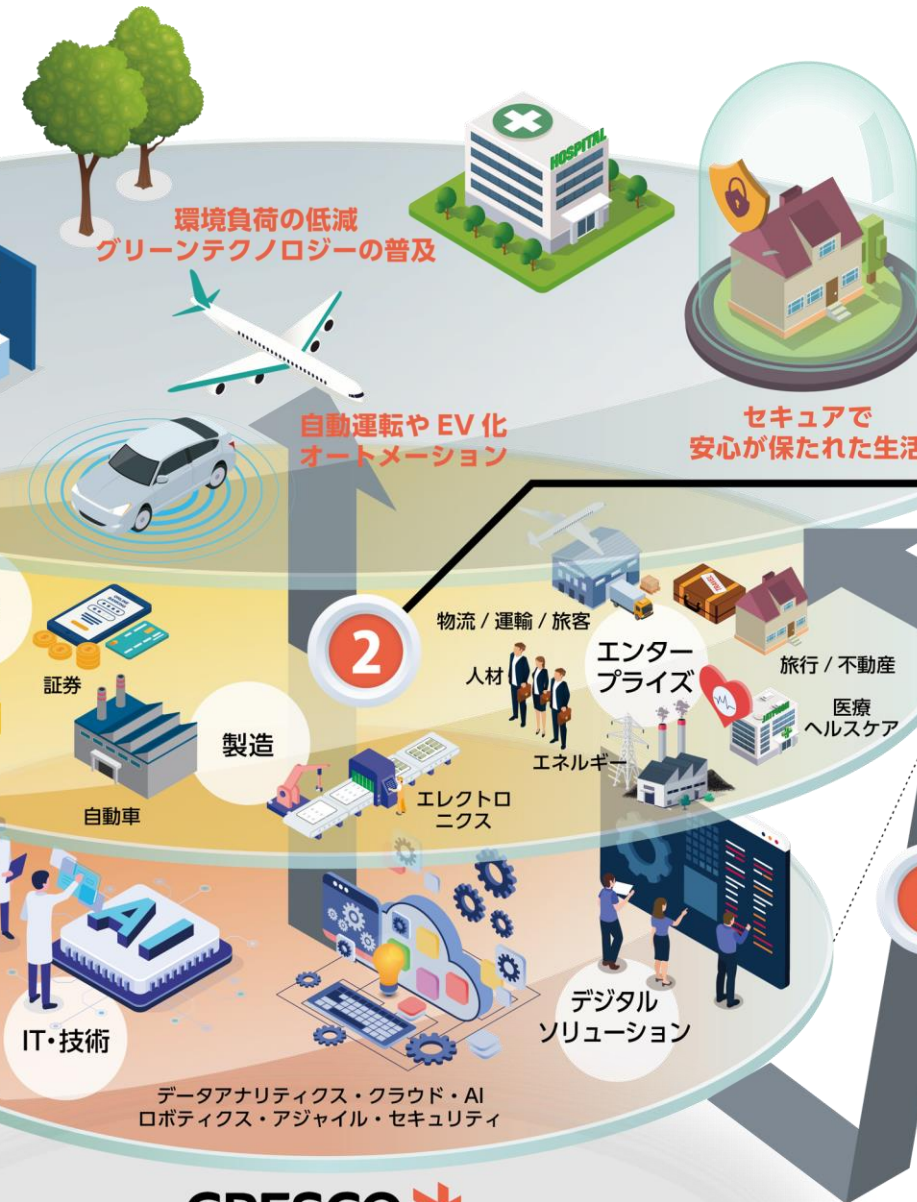 HOSPITAL
環境負荷の低減
グリーンテクノロジーの普及
自動運転や EV 化
オートメーション
セキュアで
安心が保たれた生活
2
物流 / 運輸 / 旅客
人材
エンター
プライズ
旅行 / 不動産
医療
ヘルスケア
エネルギー
証券
製造
自動車
エレクトロ
ニクス
AI
IT・技術
デジタル
ソリューション
データアナリティクス・クラウド・AI
ロボティクス・アジャイル・セキュリティ
CRESCO